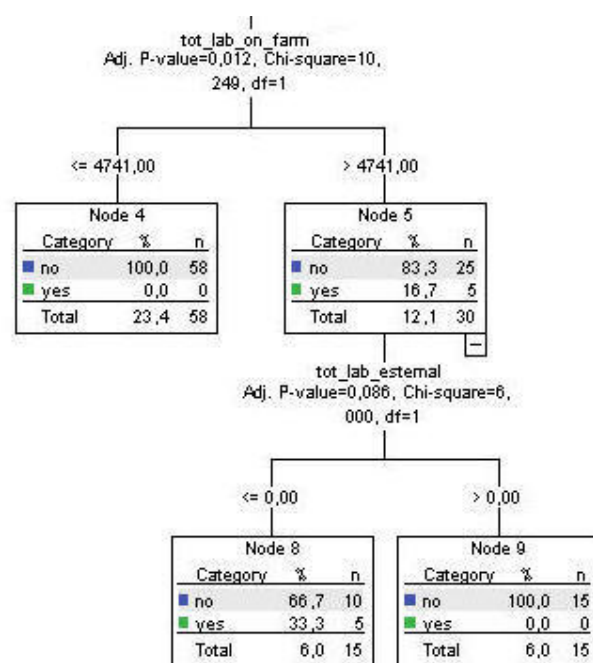 tot_lab_on_farm
Adj. P-value=0,012, Chi-square=10,
249, df=1
<= 4741,00
> 4741,00
Node 4
Category % n
no 100,0 58
yes 0,0 0
Total 23,4 58
Node 5
Category % n
no 83,3 25
yes 16,7 5
Total 12,1 30
tot_lab_esternal
Adj. P-value=0,086, Chi-square=6,
000, df=1
<= 0,00
> 0,00
Node 8
Category % n
no 66,7 10
yes 33,3 5
Total 6,0 15
Node 9
Category % n
no 100,0 15
yes 0,0 0
Total 6,0 15